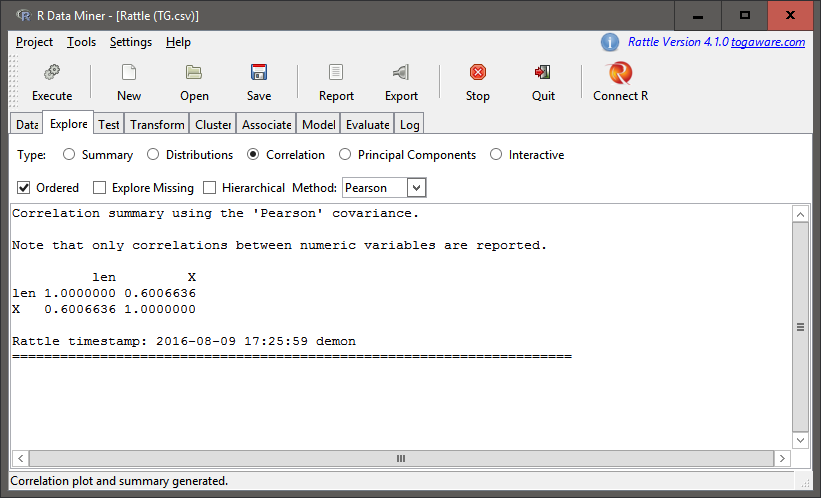 R Data Miner - [Rattle (TG.csv)]
Project Tools Settings Help Rattle Version 4.1.0 togaware.com
Execute New Open Save Report Export Stop Quit Connect R
Data Explore Test Transform Cluster Associate Model Evaluate Log
Type: Summary Distributions Correlation Principal Components Interactive
Ordered Explore Missing Hierarchical Method: Pearson
Correlation summary using the 'Pearson' covariance.
Note that only correlations between numeric variables are reported.
len X
len 1.0000000 0.6006636
X 0.6006636 1.0000000
Rattle timestamp: 2016-08-09 17:25:59 demon
======================================================================
Correlation plot and summary generated.